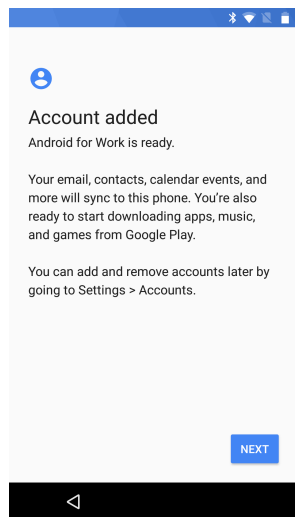 Account added
Android for Work is ready.
Your email, contacts, calendar events, and
more will sync to this phone. You’re also
ready to start downloading apps, music,
and games from Google Play.
You can add and remove accounts later by
going to Settings > Accounts.
NEXT